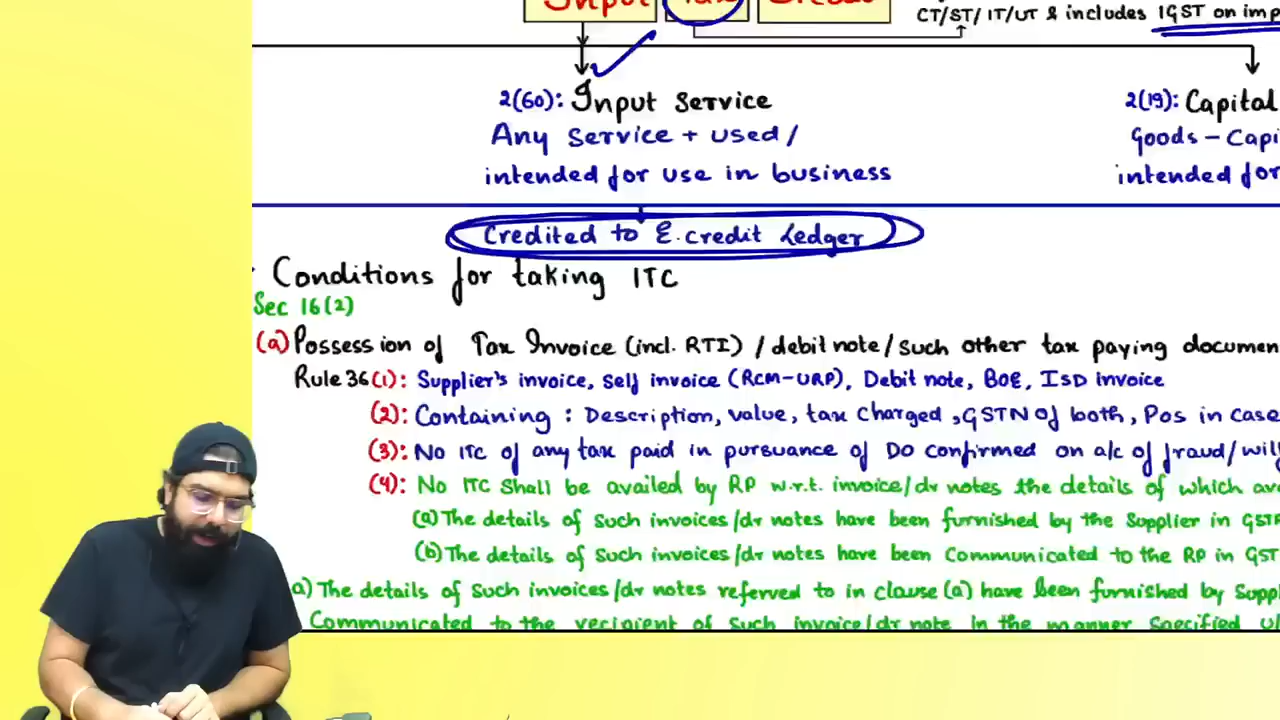 Input Tax Credit
CT/ST/ IT/UT & includes IGST on imp
2(60): Input Service
Any Service + used/
intended for use in business
2(19): Capital
Goods – Capi
intended for
Credited to E.credit Ledger
Conditions for taking ITC
Sec 16(2)
(a) Possession of Tax Invoice (incl. RTI) / debit note/such other tax paying documen
Rule 36(1): Supplier's invoice, Self invoice (RCM-URP), Debit note, BOE, ISD invoice
(2): Containing : Description, value, tax charged, GSTN of both, Pos in case
(3): No ITC of any tax paid in pursuance of DO confirmed on a/c of fraud/wil
(4): No ITC Shall be availed by RP w.r.t. invoice/dr notes the details of which ar
(a) The details of Such invoices/dr notes have been furnished by the Supplier in GST
(b) The details of Such invoices/dr notes have been Communicated to the RP in GST
a) The details of Such invoices/dr notes referred to in clause (a) have been furnished by Suppl
Communicated to the recipient of Such invoice/dr note in the manner Specified u/